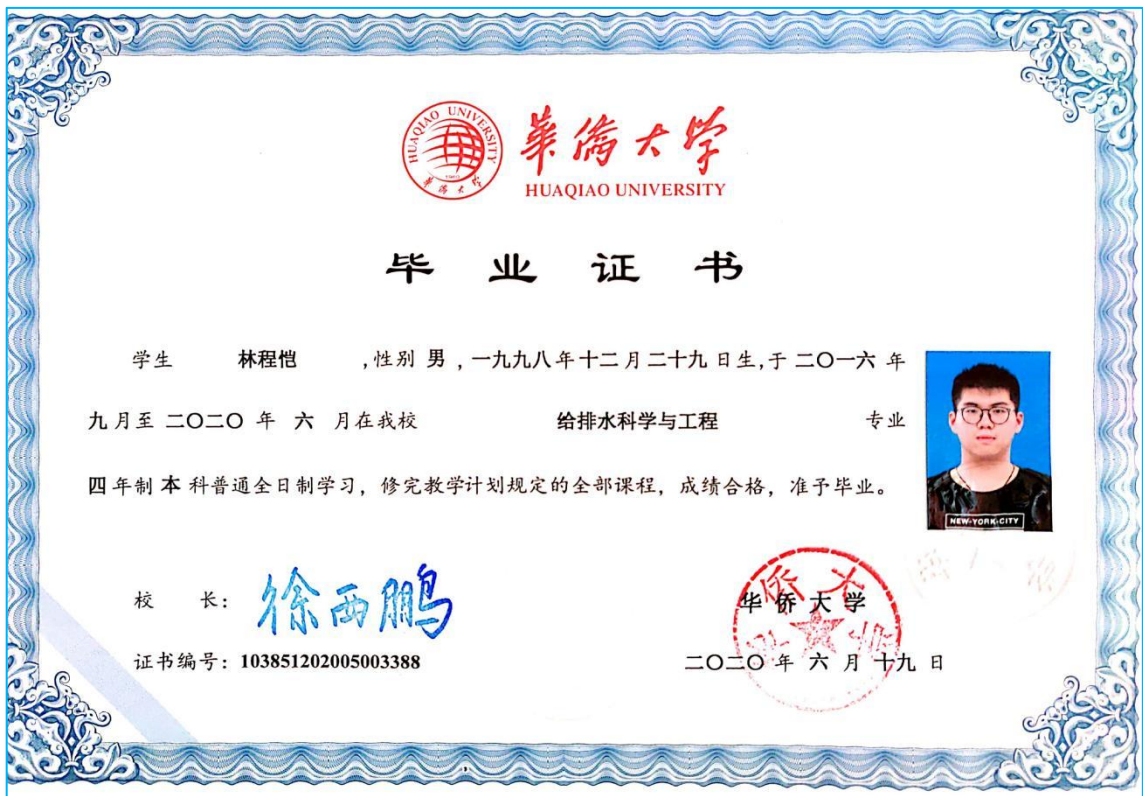 HUAQIAO UNIVERSITY
1960
华侨大学
華僑大学
HUAQIAO UNIVERSITY
毕 业 证 书
学生 林程恺 ,性别 男 ,一九九八年十二月二十九日生,于 二〇一六 年
九月至 二〇二〇 年 六 月在我校 给排水科学与工程 专业
四年制 本 科普通全日制学习，修完教学计划规定的全部课程，成绩合格，准予毕业。
NEW-YORK-CITY
校 长：徐西鹏
华 侨 大 学
证书编号：103851202005003388
二〇二〇 年 六 月 十九 日